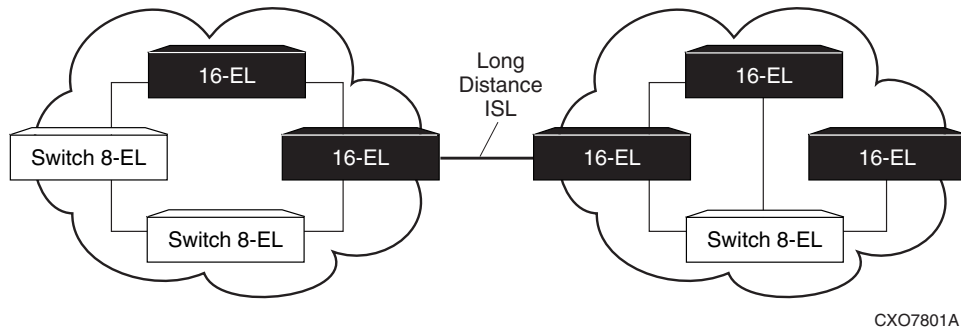 16-EL
16-EL
Long
Distance
ISL
Switch 8-EL
16-EL
16-EL
16-EL
Switch 8-EL
Switch 8-EL
CXO7801A